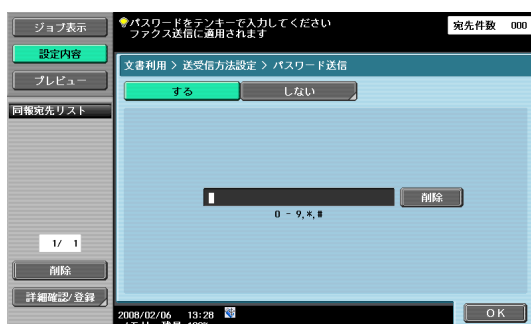 ジョブ表示
設定内容
プレビュー
同報宛先リスト
1/ 1
削除
詳細確認/登録
パスワードをテンキーで入力してください
ファクス送信に適用されます
宛先件数 000
文書利用 > 送受信方法設定 > パスワード送信
する
しない
削除
0 - 9,*,#
2008/02/06 13:28
OK